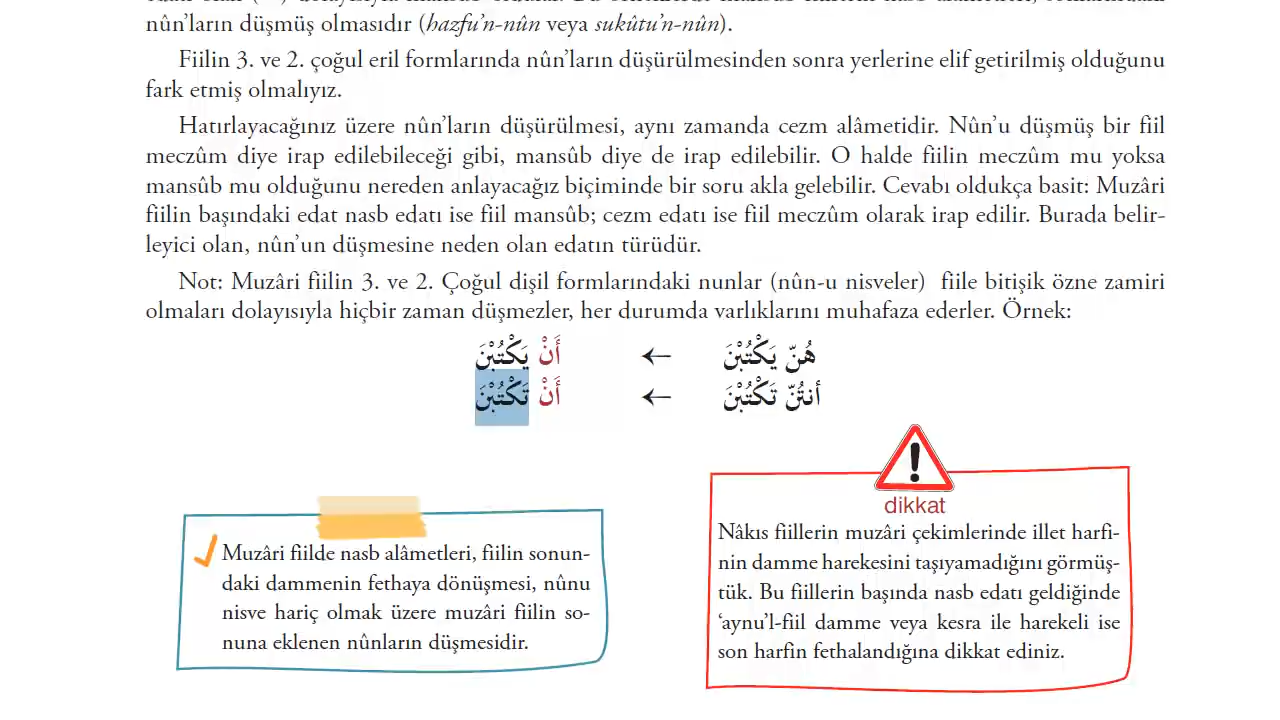 nûn’ların düşmüş olmasıdır (hazfu’n-nûn veya sukûtu’n-nûn).
Fiilin 3. ve 2. çoğul eril formlarında nûn’ların düşürülmesinden sonra yerlerine elif getirilmiş olduğunu
fark etmiş olmalıyız.
Hatırlayacağınız üzere nûn’ların düşürülmesi, aynı zamanda cezm alâmetidir. Nûn’u düşmüş bir fiil
meczûm diye irap edilebileceği gibi, mansûb diye de irap edilebilir. O halde fiilin meczûm mu yoksa
mansûb mu olduğunu nereden anlayacağız biçiminde bir soru akla gelebilir. Cevabı oldukça basit: Muzâri
fiilin başındaki edat nasb edatı ise fiil mansûb; cezm edatı ise fiil meczûm olarak irap edilir. Burada belir-
leyici olan, nûn’un düşmesine neden olan edatın türüdür.
Not: Muzâri fiilin 3. ve 2. Çoğul dişil formlarındaki nunlar (nûn-u nisveler) fiile bitişik özne zamiri
olmaları dolayısıyla hiçbir zaman düşmezler, her durumda varlıklarını muhafaza ederler. Örnek:
هُنّ يَكْتُبْنَ ← أَنْ يَكْتُبْنَ
أنتُنّ تَكْتُبْنَ ← أَنْ تَكْتُبْنَ
Muzâri fiilde nasb alâmetleri, fiilin sonun-
daki dammenin fethaya dönüşmesi, nûnu
nisve hariç olmak üzere muzâri fiilin so-
nuna eklenen nûnların düşmesidir.
dikkat
Nâkıs fiillerin muzâri çekimlerinde illet harfi-
nin damme harekesini taşıyamadığını görmüş-
tük. Bu fiillerin başında nasb edatı geldiğinde
‘aynu’l-fiil damme veya kesra ile harekeli ise
son harfin fethalandığına dikkat ediniz.